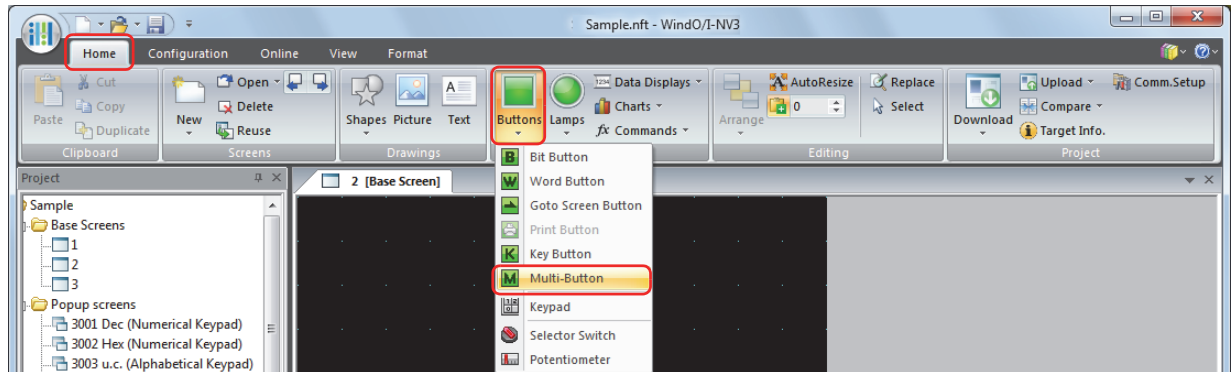 Sample.nft - WindO/I-NV3
Home Configuration Online View Format
Cut
Copy
Duplicate
Paste
Clipboard
New
Open
Delete
Reuse
Screens
Shapes Picture Text
Drawings
Buttons Lamps
1234 Data Displays
Charts
fx Commands
Arrange
AutoResize
0
Replace
Select
Editing
Download
Upload
Compare
Target Info.
Comm.Setup
Project
Project
Sample
Base Screens
1
2
3
Popup screens
3001 Dec (Numerical Keypad)
3002 Hex (Numerical Keypad)
3003 u.c. (Alphabetical Keypad)
2 [Base Screen]
B Bit Button
W Word Button
Goto Screen Button
Print Button
K Key Button
M Multi-Button
Keypad
Selector Switch
Potentiometer